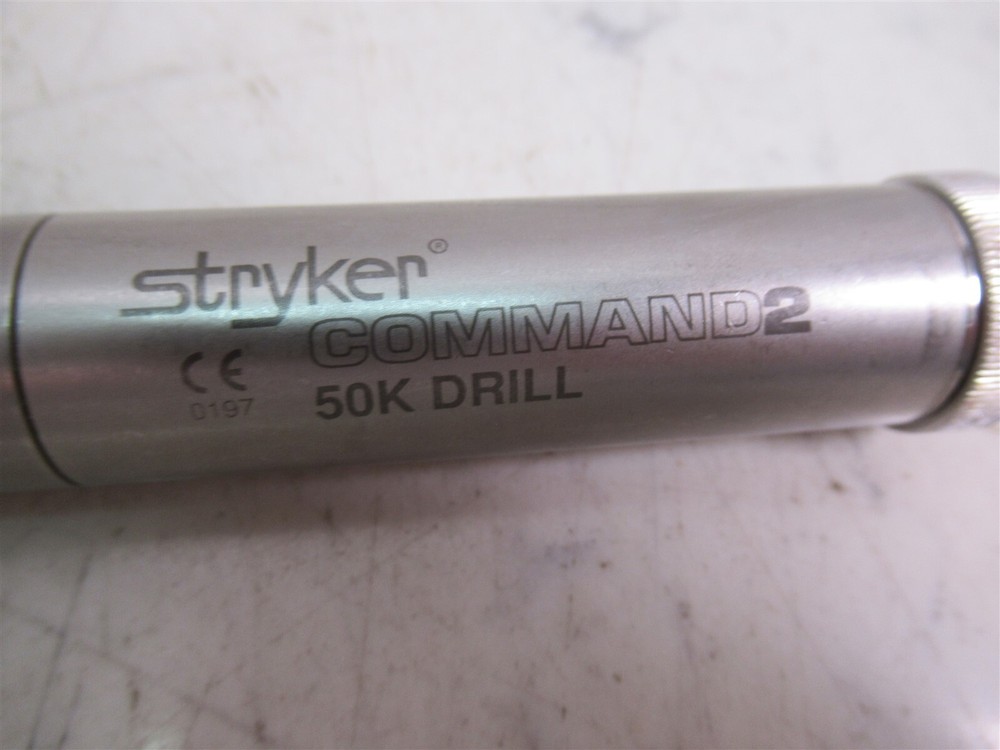 stryker®
COMMAND2
CE
0197
50K DRILL